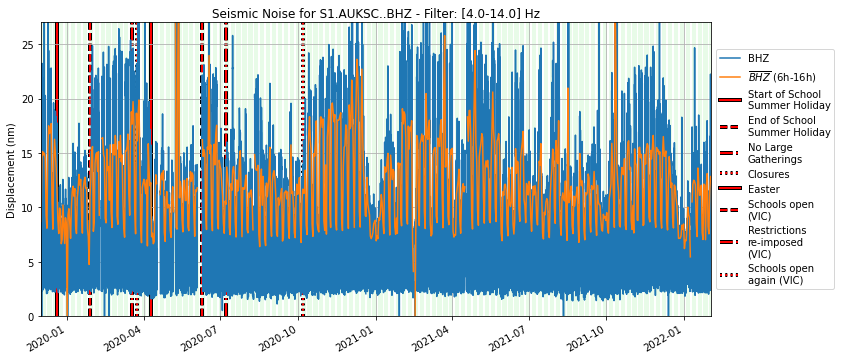 Seismic Noise for S1.AUKSC..BHZ - Filter: [4.0-14.0] Hz
Displacement (nm)
25
20
15
10
5
0
2020-01
2020-04
2020-07
2020-10
2021-01
2021-04
2021-07
2021-10
2022-01
BHZ
BHZ (6h-16h)
Start of School
Summer Holiday
End of School
Summer Holiday
No Large
Gatherings
Closures
Easter
Schools open
(VIC)
Restrictions
re-imposed
(VIC)
Schools open
again (VIC)